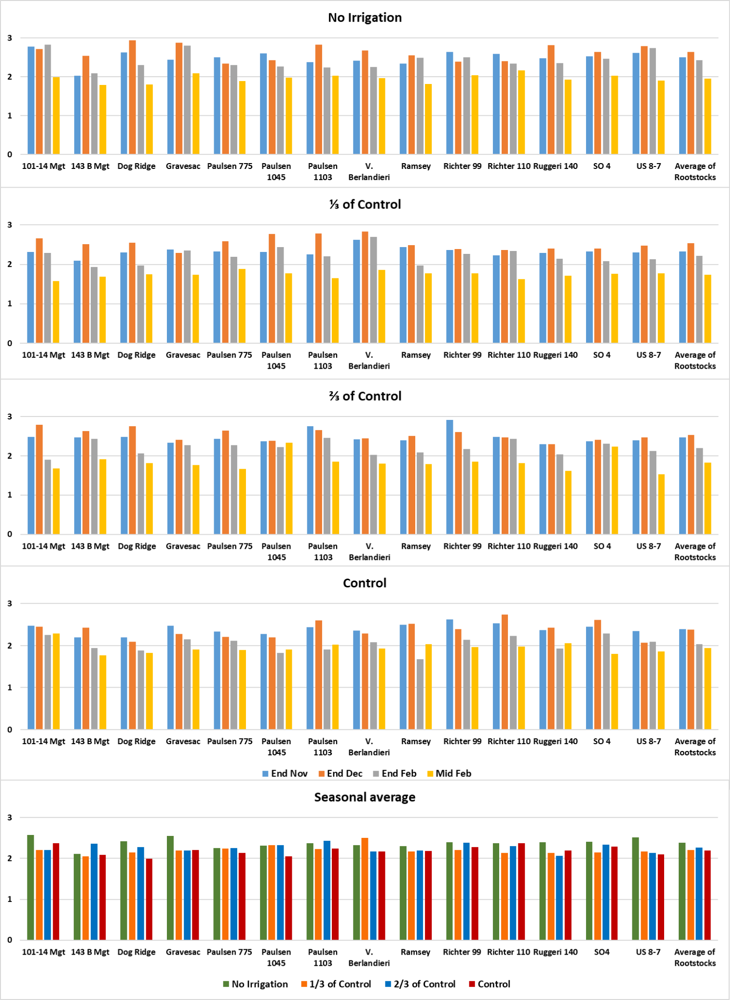 No Irrigation
3
2
1
0
101-14 Mgt 143 B Mgt Dog Ridge Gravesac Paulsen 775 Paulsen Paulsen V. Ramsey Richter 99 Richter 110 Ruggeri 140 SO 4 US 8-7 Average of
1045 1103 Berlandieri Rootstocks
⅓ of Control
3
2
1
0
101-14 Mgt 143 B Mgt Dog Ridge Gravesac Paulsen 775 Paulsen Paulsen V. Ramsey Richter 99 Richter 110 Ruggeri 140 SO 4 US 8-7 Average of
1045 1103 Berlandieri Rootstocks
⅔ of Control
3
2
1
0
101-14 Mgt 143 B Mgt Dog Ridge Gravesac Paulsen 775 Paulsen Paulsen V. Ramsey Richter 99 Richter 110 Ruggeri 140 SO 4 US 8-7 Average of
1045 1103 Berlandieri Rootstocks
Control
3
2
1
0
101-14 Mgt 143 B Mgt Dog Ridge Gravesac Paulsen 775 Paulsen Paulsen V. Ramsey Richter 99 Richter 110 Ruggeri 140 SO 4 US 8-7 Average of
1045 1103 Berlandieri Rootstocks
End Nov End Dec End Feb Mid Feb
Seasonal average
3
2
1
0
101-14 Mgt 143 B Mgt Dog Ridge Gravesac Paulsen 775 Paulsen Paulsen V. Ramsey Richter 99 Richter 110 Ruggeri 140 SO4 US 8-7 Average of
1045 1103 Berlandieri Rootstocks
No Irrigation 1/3 of Control 2/3 of Control Control